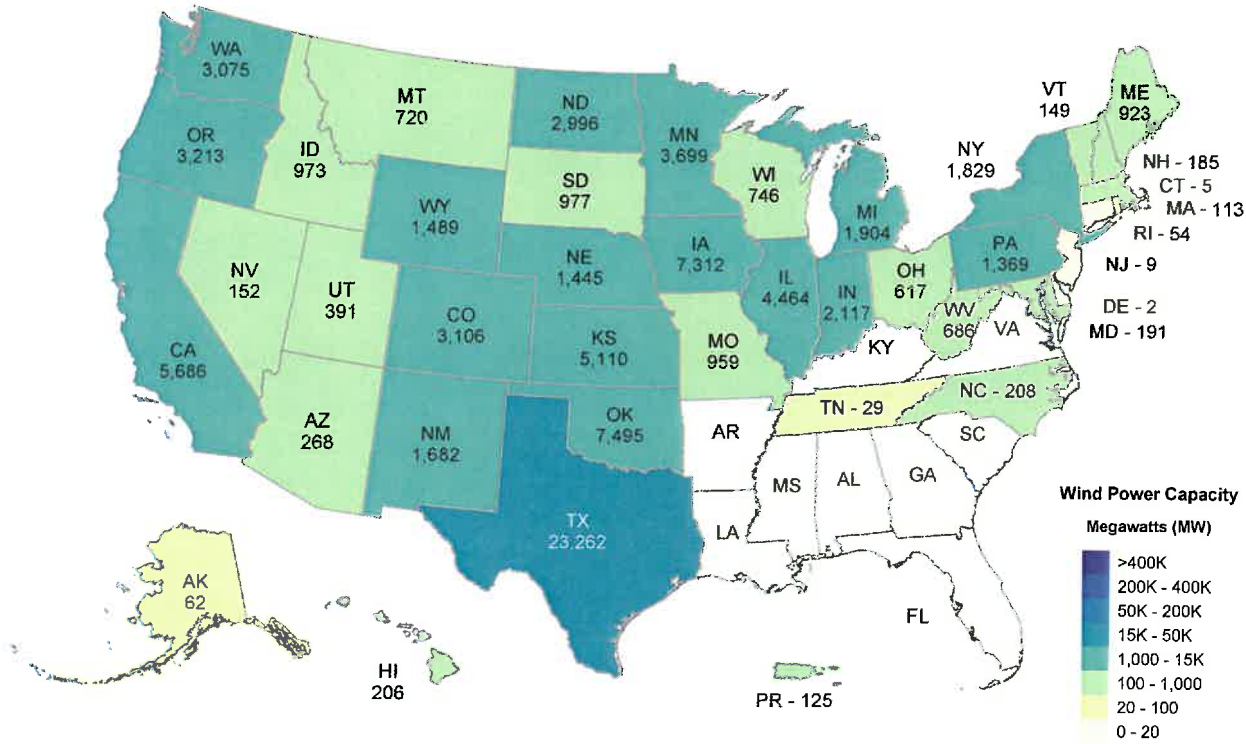 WA
3,075
OR
3,213
CA
5,686
NV
152
ID
973
MT
720
WY
1,489
UT
391
AZ
268
CO
3,106
NM
1,682
ND
2,996
SD
977
NE
1,445
KS
5,110
OK
7,495
TX
23,262
MN
3,699
IA
7,312
MO
959
AR
LA
WI
746
IL
4,464
MI
1,904
IN
2,117
OH
617
KY
TN - 29
MS
AL
GA
FL
SC
NC - 208
VA
WV
686
PA
1,369
NY
1,829
VT
149
ME
923
NH - 185
CT - 5
MA - 113
RI - 54
NJ - 9
DE - 2
MD - 191
AK
62
HI
206
PR - 125
Wind Power Capacity
Megawatts (MW)
>400K
200K - 400K
50K - 200K
15K - 50K
1,000 - 15K
100 - 1,000
20 - 100
0 - 20